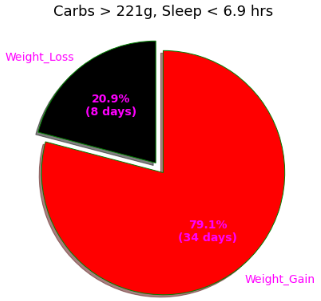 Carbs > 221g, Sleep < 6.9 hrs
Weight_Loss
20.9%
(8 days)
79.1%
(34 days)
Weight_Gain